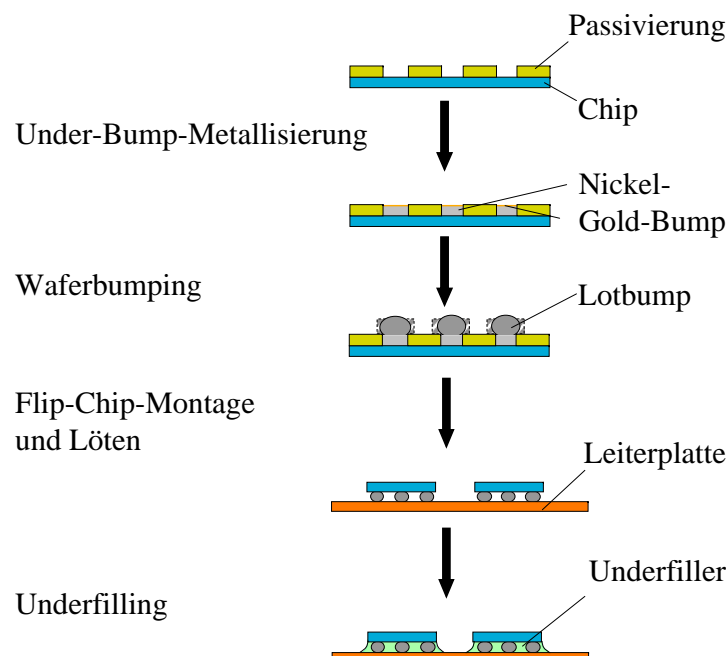 Passivierung
Chip
Under-Bump-Metallisierung
Nickel-
Gold-Bump
Waferbumping
Lotbump
Flip-Chip-Montage
und Löten
Leiterplatte
Underfiller
Underfilling